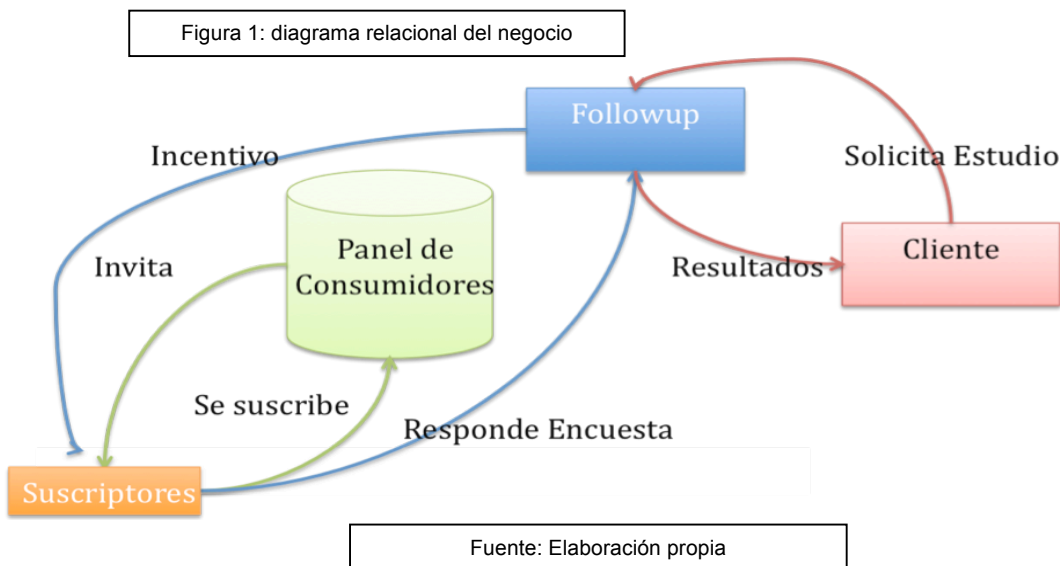 Figura 1: diagrama relacional del negocio
Followup
Incentivo
Solicita Estudio
Panel de
Consumidores
Cliente
Invita
Resultados
Se suscribe
Responde Encuesta
Suscriptores
Fuente: Elaboración propia